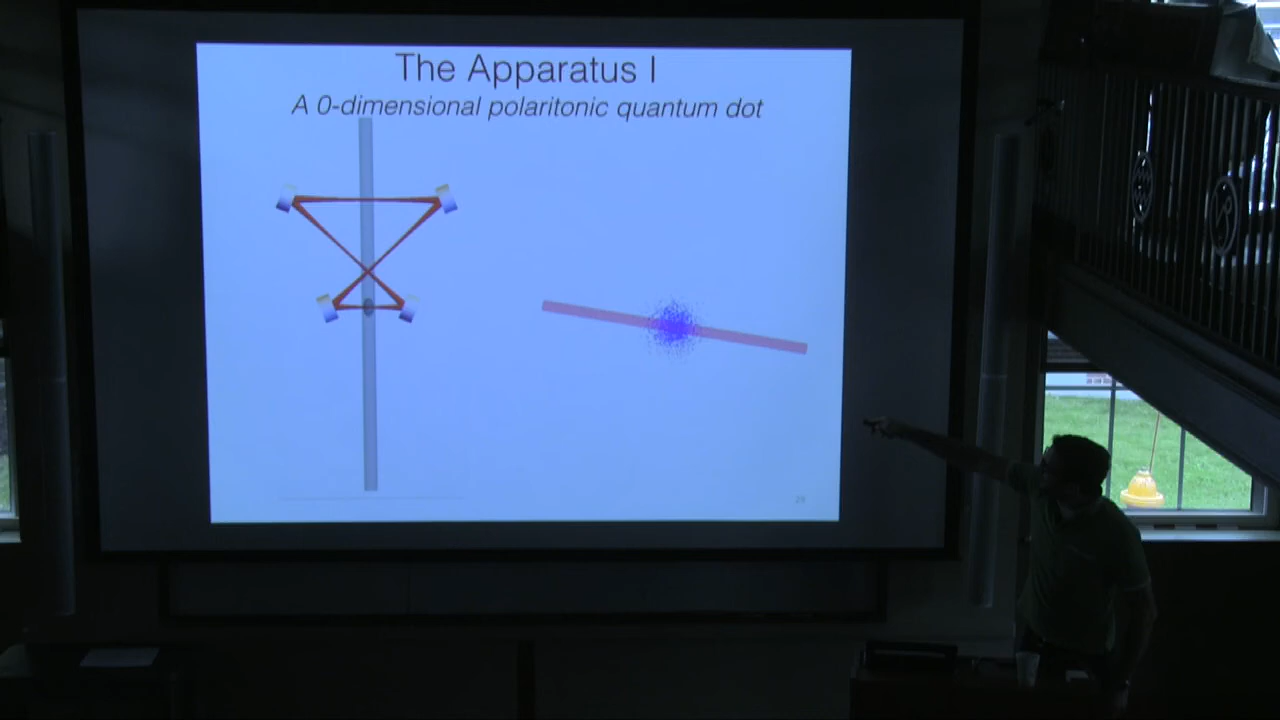 The Apparatus I
A 0-dimensional polaritonic quantum dot